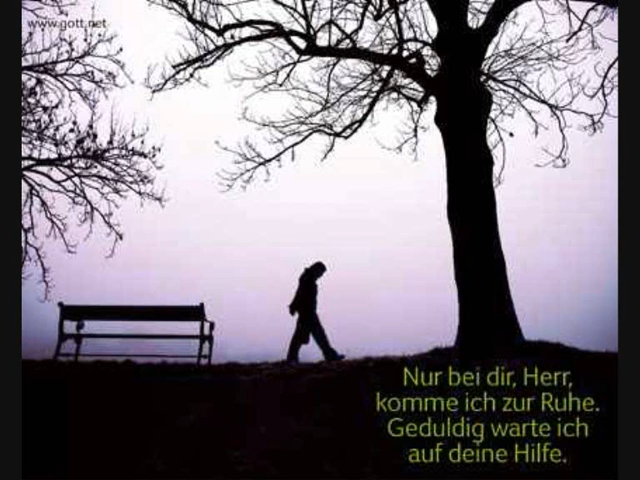 www.gott.net
Nur bei dir, Herr,
komme ich zur Ruhe.
Geduldig warte ich
auf deine Hilfe.